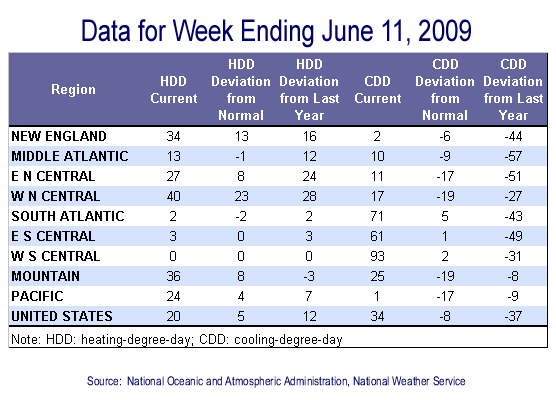 Data for Week Ending June 11, 2009
Region HDD Current HDD Deviation from Normal HDD Deviation from Last Year CDD Current CDD Deviation from Normal CDD Deviation from Last Year
NEW ENGLAND 34 13 16 2 -6 -44
MIDDLE ATLANTIC 13 -1 12 10 -9 -57
E N CENTRAL 27 8 24 11 -17 -51
W N CENTRAL 40 23 28 17 -19 -27
SOUTH ATLANTIC 2 -2 2 71 5 -43
E S CENTRAL 3 0 3 61 1 -49
W S CENTRAL 0 0 0 93 2 -31
MOUNTAIN 36 8 -3 25 -19 -8
PACIFIC 24 4 7 1 -17 -9
UNITED STATES 20 5 12 34 -8 -37
Note: HDD: heating-degree-day; CDD: cooling-degree-day
Source: National Oceanic and Atmospheric Administration, National Weather Service